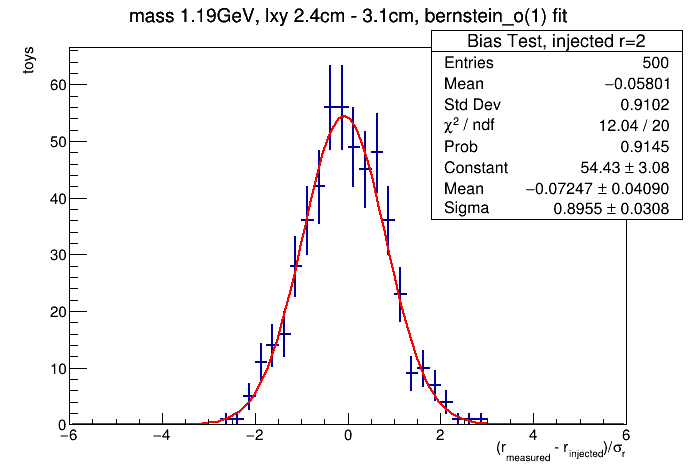 mass 1.19GeV, lxy 2.4cm - 3.1cm, bernstein_o(1) fit
toys
Bias Test, injected r=2
Entries 500
Mean −0.05801
Std Dev 0.9102
χ² / ndf 12.04 / 20
Prob 0.9145
Constant 54.43 ± 3.08
Mean −0.07247 ± 0.04090
Sigma 0.8955 ± 0.0308
60
50
40
30
20
10
0
−6 −4 −2 0 2 4 6
(r_measured - r_injected)/σ_r